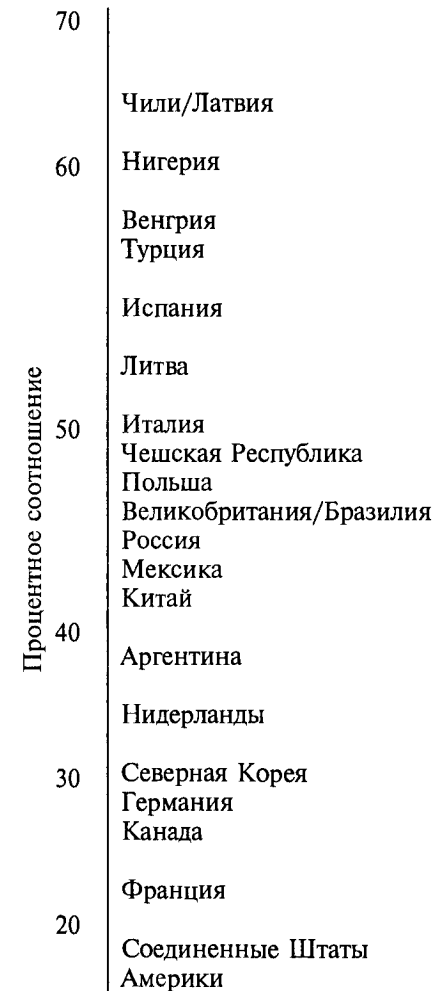 70
Чили/Латвия
60 Нигерия
Венгрия
Турция
Испания
Литва
Процентное соотношение
50 Италия
Чешская Республика
Польша
Великобритания/Бразилия
Россия
Мексика
Китай
40
Аргентина
Нидерланды
30 Северная Корея
Германия
Канада
Франция
20
Соединенные Штаты
Америки